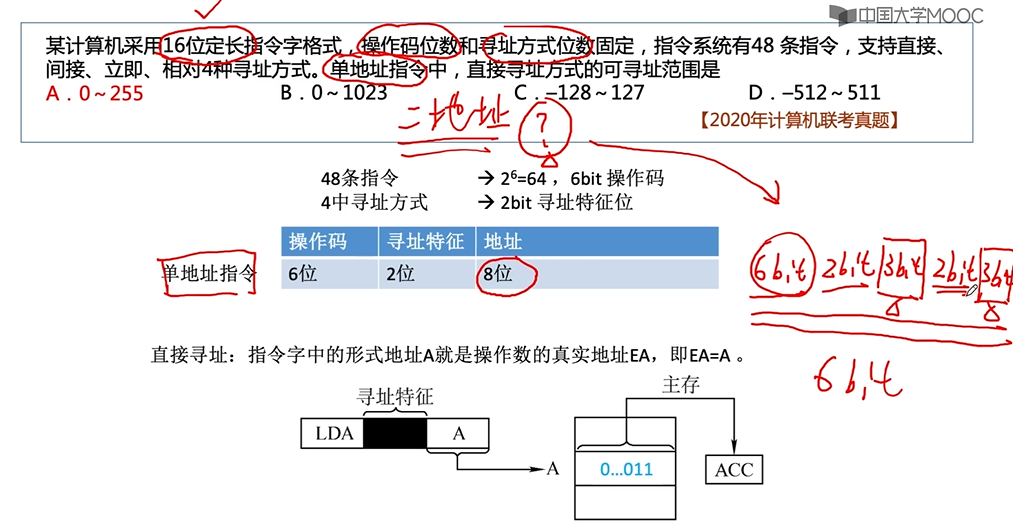 中国大学MOOC
某计算机采用16位定长指令字格式，操作码位数和寻址方式位数固定，指令系统有48 条指令，支持直接、
间接、立即、相对4种寻址方式。单地址指令中，直接寻址方式的可寻址范围是
A．0～255 B．0～1023 C．–128～127 D．–512～511
【2020年计算机联考真题】
二地址 ?
48条指令 → 2⁶=64 ，6bit 操作码
4中寻址方式 → 2bit 寻址特征位
操作码 寻址特征 地址
单地址指令 6位 2位 8位
6bit 2bit 3bit 2bit 3bit
6bit
直接寻址：指令字中的形式地址A就是操作数的真实地址EA，即EA=A 。
寻址特征 主存
LDA A
A 0…011 ACC